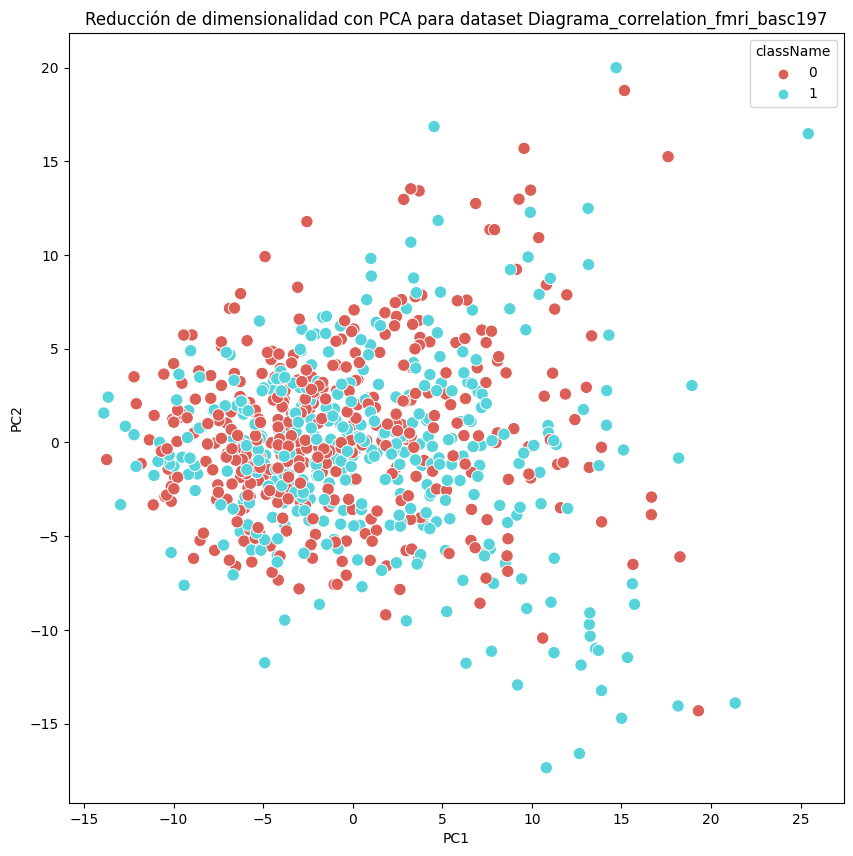 Reducción de dimensionalidad con PCA para dataset Diagrama_correlation_fmri_basc197
className
0
1
20
15
10
5
0
−5
−10
−15
PC2
−15 −10 −5 0 5 10 15 20 25
PC1